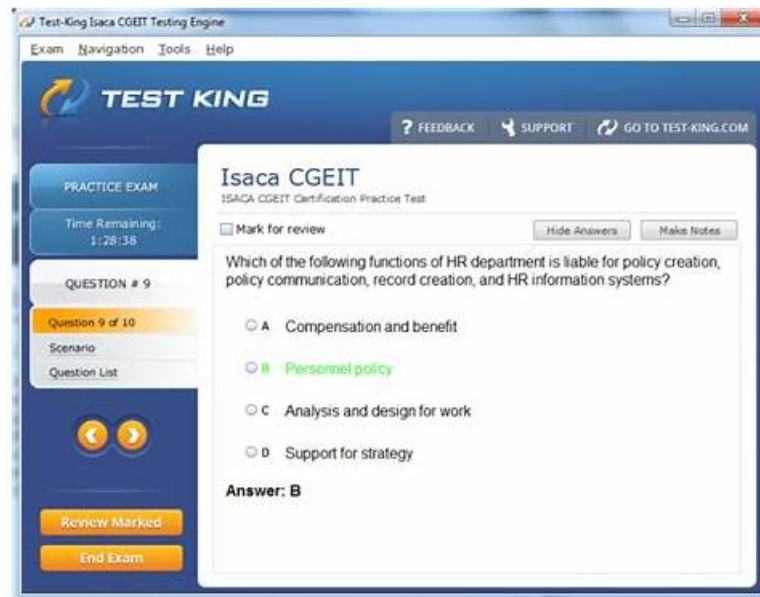 Test-King Isaca CGEIT Testing Engine
Exam Navigation Tools Help
TEST KING
? FEEDBACK SUPPORT GO TO TEST-KING.COM
PRACTICE EXAM
Time Remaining:
1:28:38
QUESTION # 9
Question 9 of 10
Scenario
Question List
Review Marked
End Exam
Isaca CGEIT
ISACA CGEIT Certification Practice Test
Mark for review
Hide Answers Make Notes
Which of the following functions of HR department is liable for policy creation,
policy communication, record creation, and HR information systems?
A Compensation and benefit
B Personnel policy
C Analysis and design for work
D Support for strategy
Answer: B